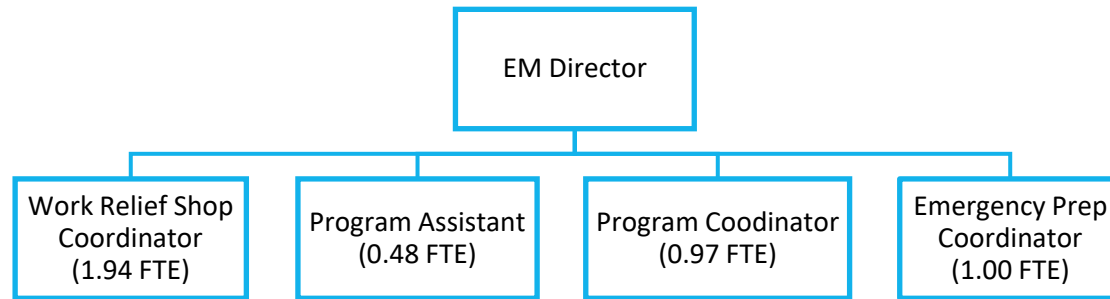 EM Director
Work Relief Shop
Coordinator
(1.94 FTE)
Program Assistant
(0.48 FTE)
Program Coodinator
(0.97 FTE)
Emergency Prep
Coordinator
(1.00 FTE)